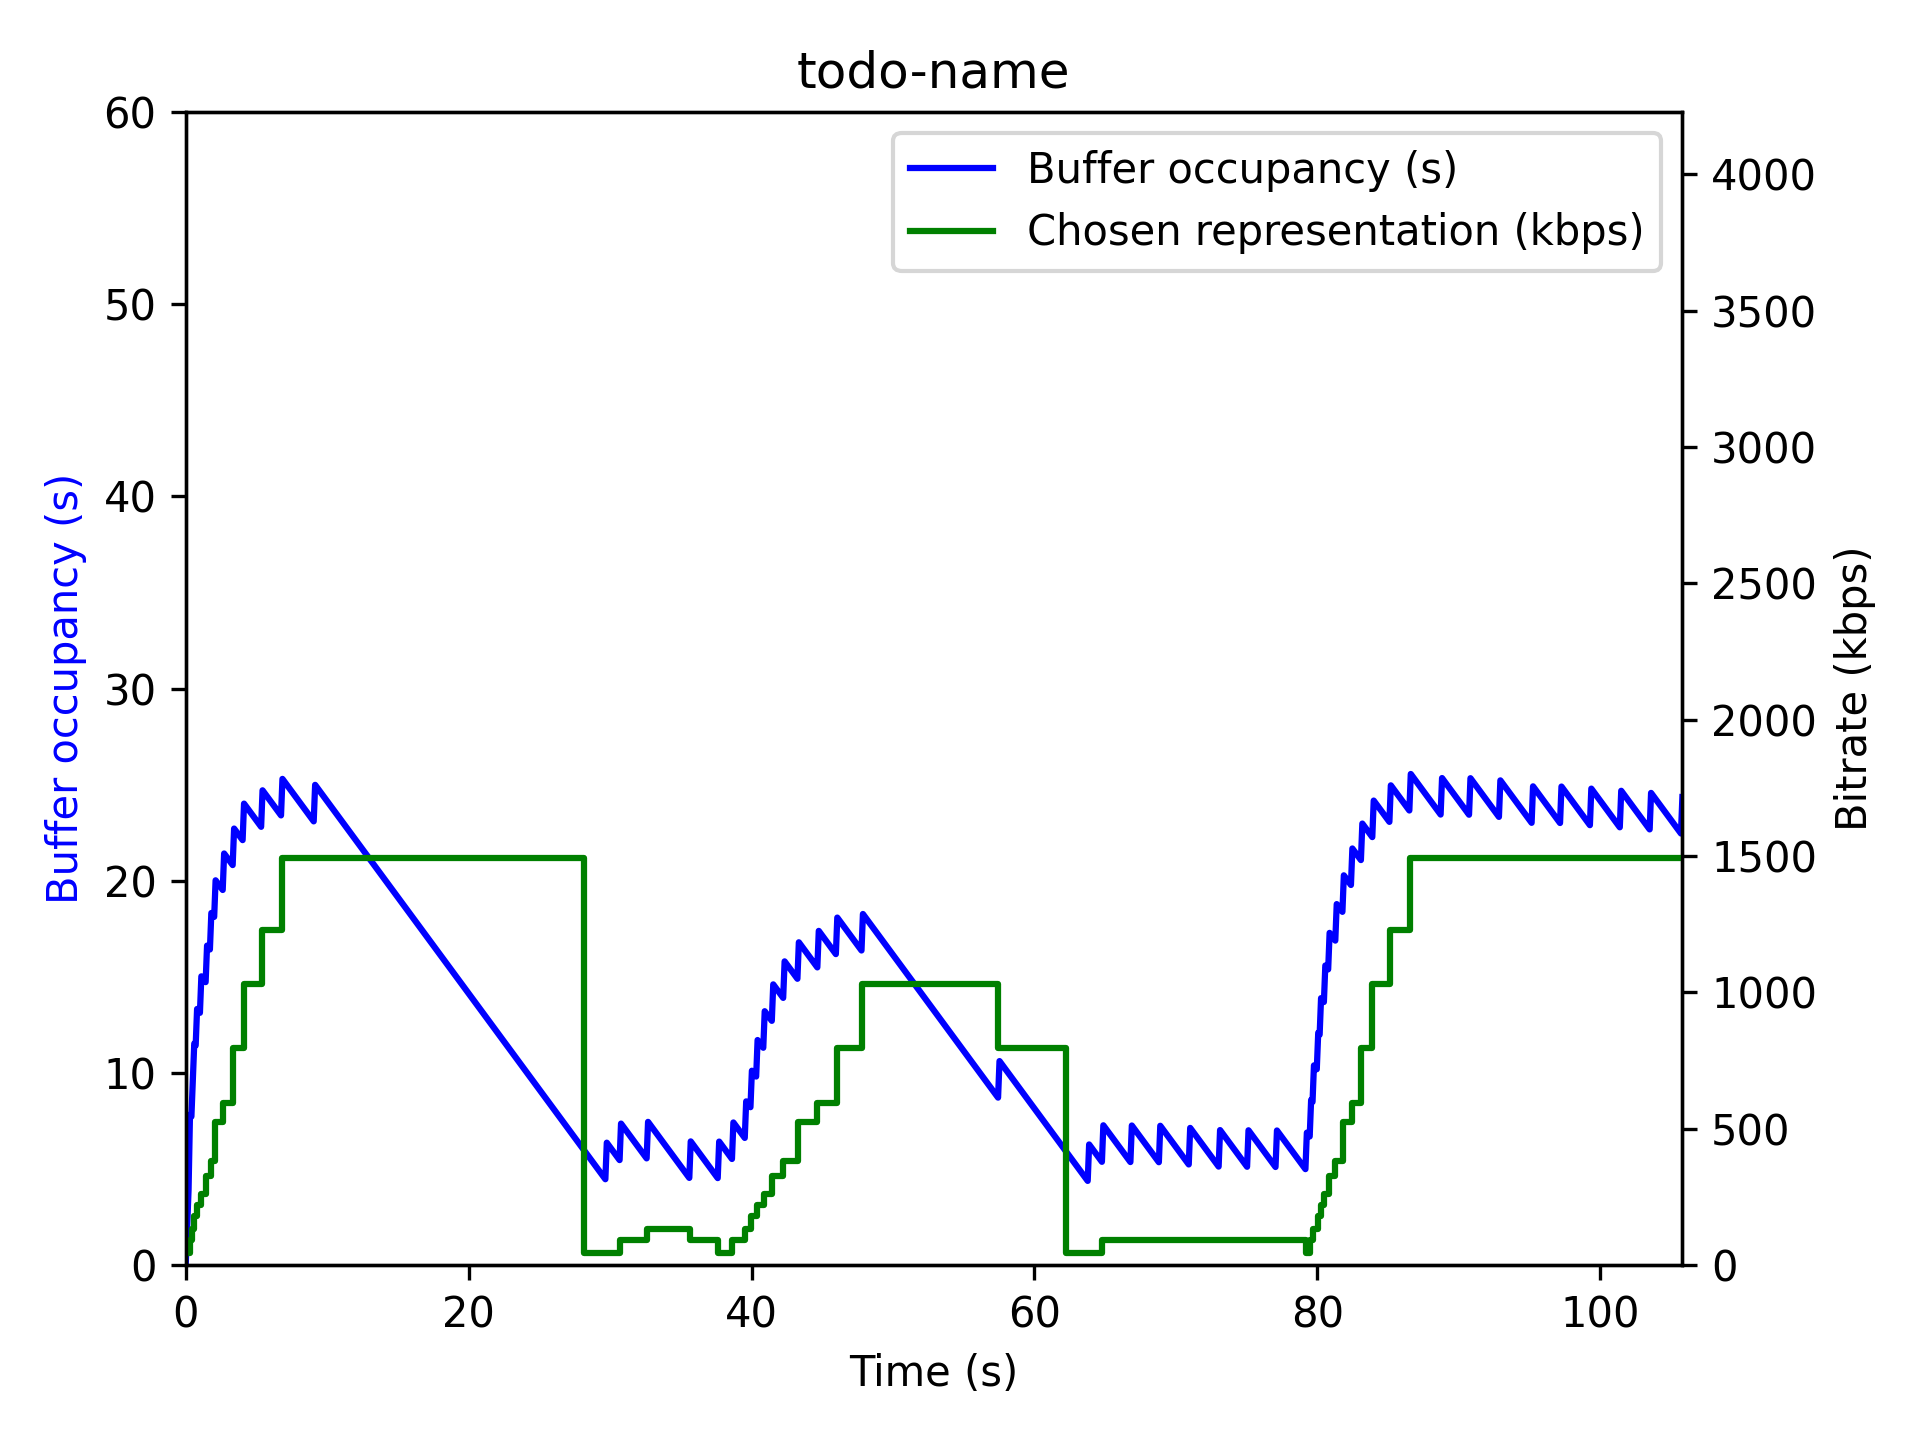 todo-name
Buffer occupancy (s)
Chosen representation (kbps)
60
50
40
30
20
10
0
Buffer occupancy (s)
4000
3500
3000
2500
2000
1500
1000
500
0
Bitrate (kbps)
0 20 40 60 80 100
Time (s)